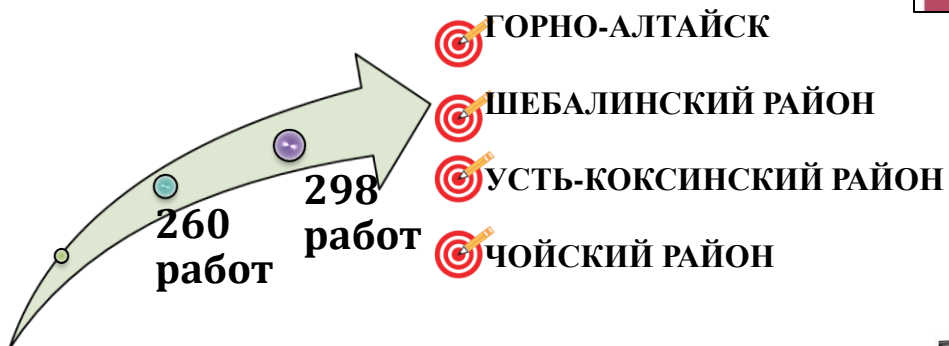 ГОРНО-АЛТАЙСК
ШЕБАЛИНСКИЙ РАЙОН
УСТЬ-КОКСИНСКИЙ РАЙОН
ЧОЙСКИЙ РАЙОН
260
работ
298
работ